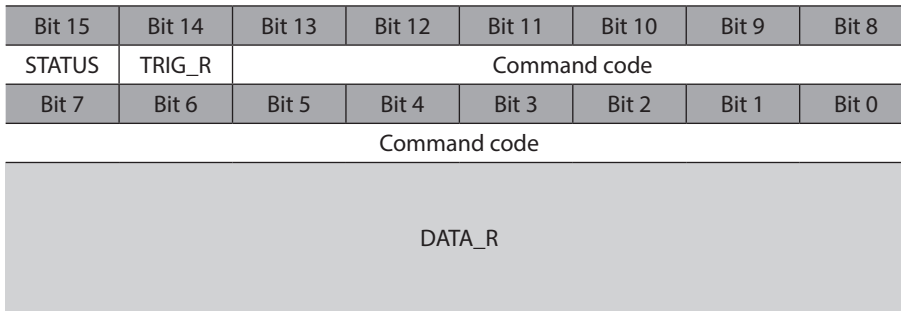 Bit 15 Bit 14 Bit 13 Bit 12 Bit 11 Bit 10 Bit 9 Bit 8
STATUS TRIG_R Command code
Bit 7 Bit 6 Bit 5 Bit 4 Bit 3 Bit 2 Bit 1 Bit 0
Command code
DATA_R